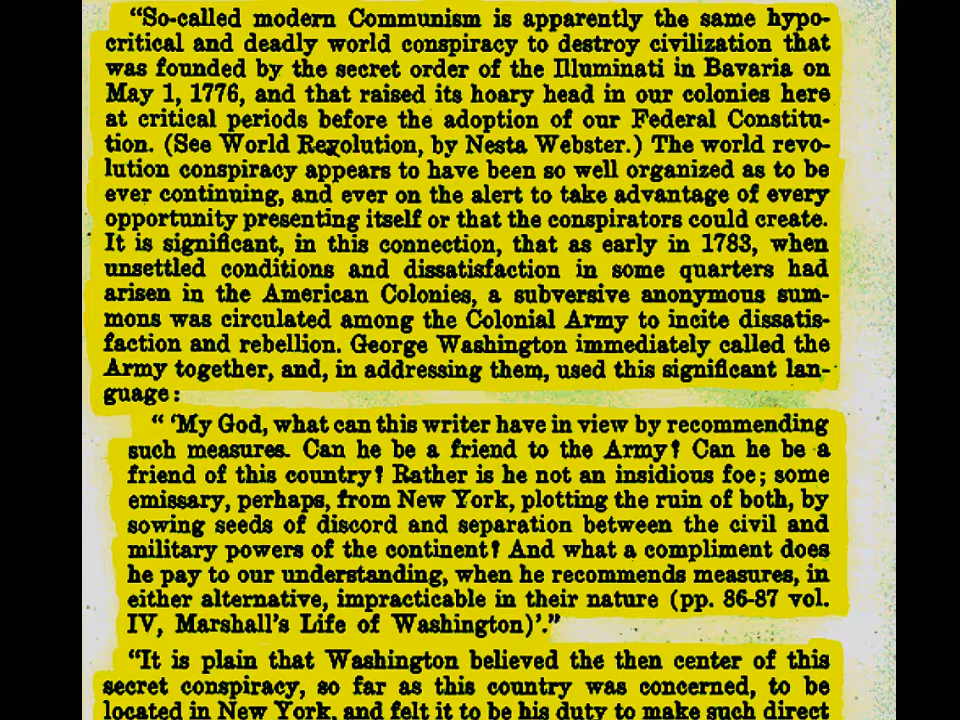 “So-called modern Communism is apparently the same hypo-
critical and deadly world conspiracy to destroy civilization that
was founded by the secret order of the Illuminati in Bavaria on
May 1, 1776, and that raised its hoary head in our colonies here
at critical periods before the adoption of our Federal Constitu-
tion. (See World Revolution, by Nesta Webster.) The world revo-
lution conspiracy appears to have been so well organized as to be
ever continuing, and ever on the alert to take advantage of every
opportunity presenting itself or that the conspirators could create.
It is significant, in this connection, that as early in 1783, when
unsettled conditions and dissatisfaction in some quarters had
arisen in the American Colonies, a subversive anonymous sum-
mons was circulated among the Colonial Army to incite dissatis-
faction and rebellion. George Washington immediately called the
Army together, and, in addressing them, used this significant lan-
guage:
“ ‘My God, what can this writer have in view by recommending
such measures. Can he be a friend to the Army? Can he be a
friend of this country? Rather is he not an insidious foe; some
emissary, perhaps, from New York, plotting the ruin of both, by
sowing seeds of discord and separation between the civil and
military powers of the continent? And what a compliment does
he pay to our understanding, when he recommends measures, in
either alternative, impracticable in their nature (pp. 86-87 vol.
IV, Marshall’s Life of Washington)’.”
“It is plain that Washington believed the then center of this
secret conspiracy, so far as this country was concerned, to be
located in New York, and felt it to be his duty to make such direct